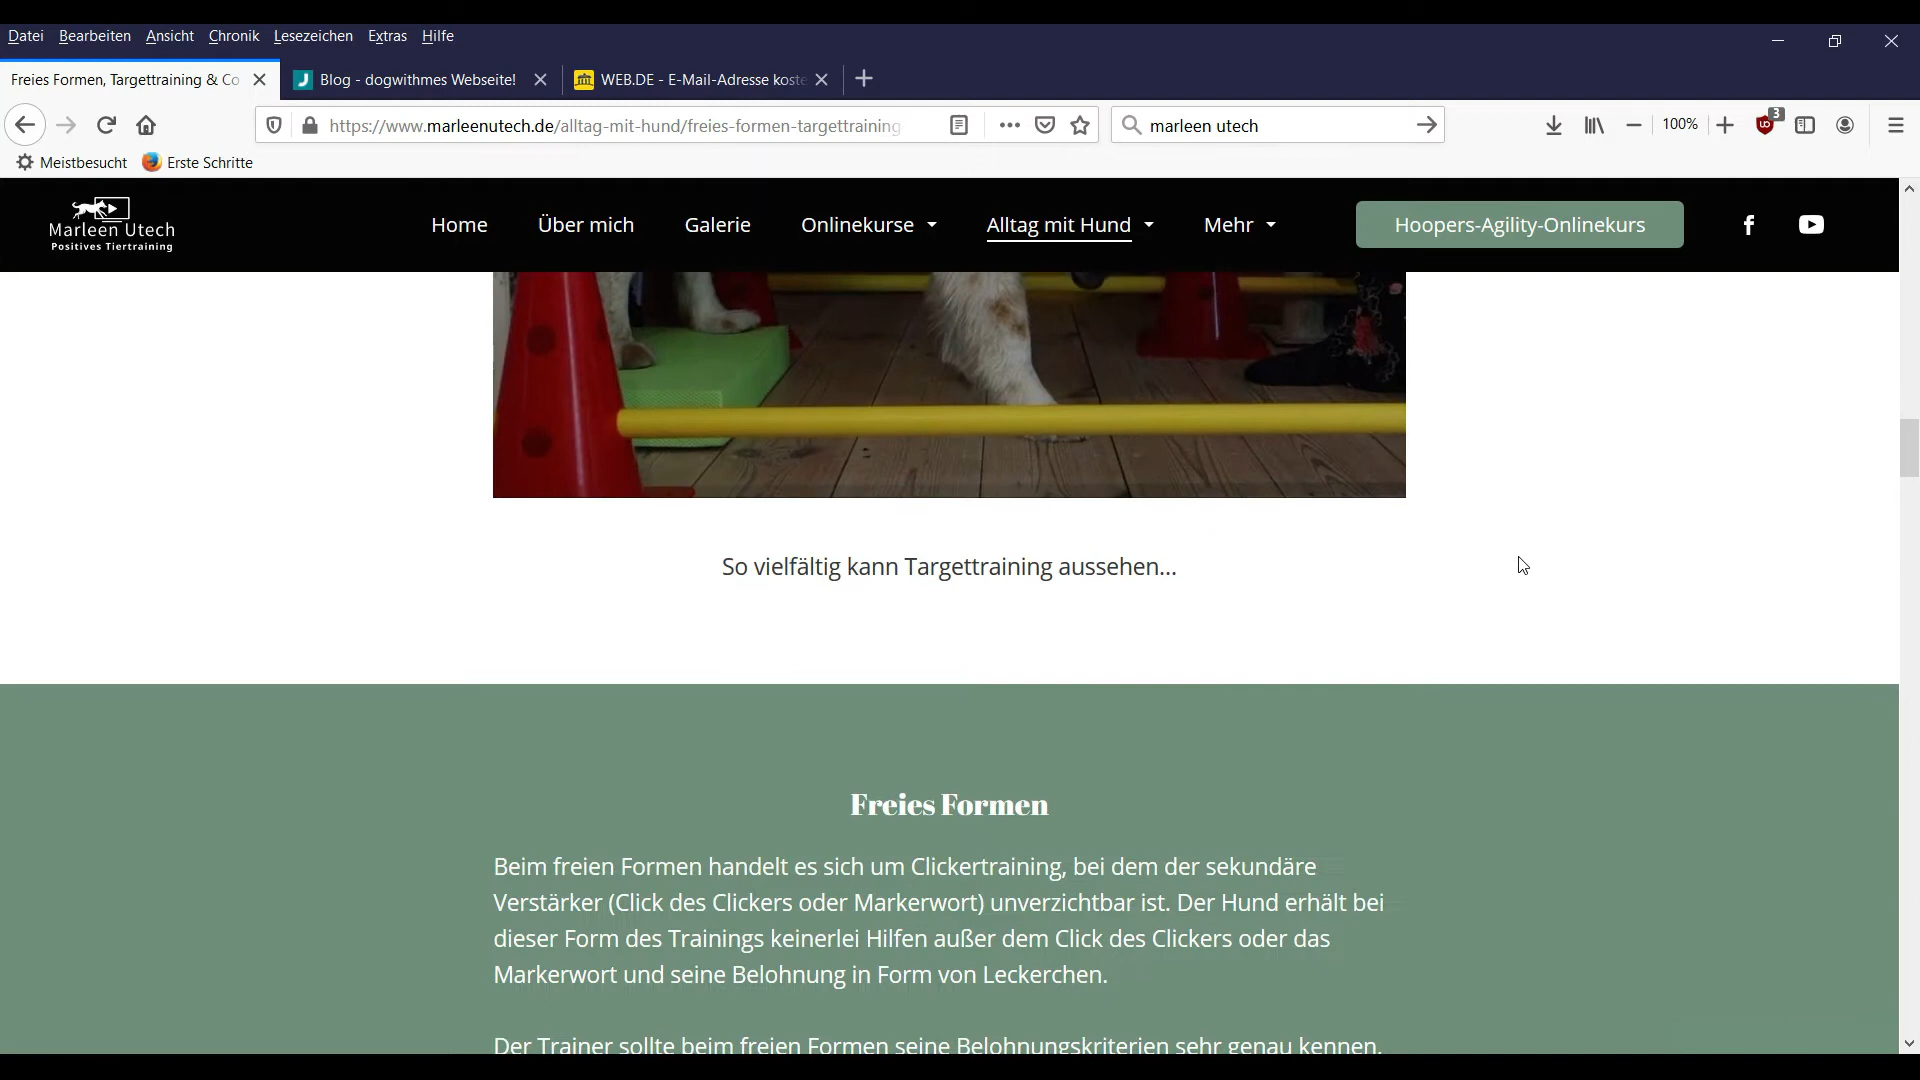 Datei Bearbeiten Ansicht Chronik Lesezeichen Extras Hilfe
Freies Formen, Targettraining & Co Blog - dogwithmes Webseite! WEB.DE - E-Mail-Adresse koste
https://www.marleenutech.de/alltag-mit-hund/freies-formen-targettraining marleen utech 100% 3
Meistbesucht Erste Schritte
Marleen Utech
Positives Tiertraining
Home Über mich Galerie Onlinekurse Alltag mit Hund Mehr Hoopers-Agility-Onlinekurs
So vielfältig kann Targettraining aussehen...
Freies Formen
Beim freien Formen handelt es sich um Clickertraining, bei dem der sekundäre
Verstärker (Click des Clickers oder Markerwort) unverzichtbar ist. Der Hund erhält bei
dieser Form des Trainings keinerlei Hilfen außer dem Click des Clickers oder das
Markerwort und seine Belohnung in Form von Leckerchen.
Der Trainer sollte beim freien Formen seine Belohnungskriterien sehr genau kennen.